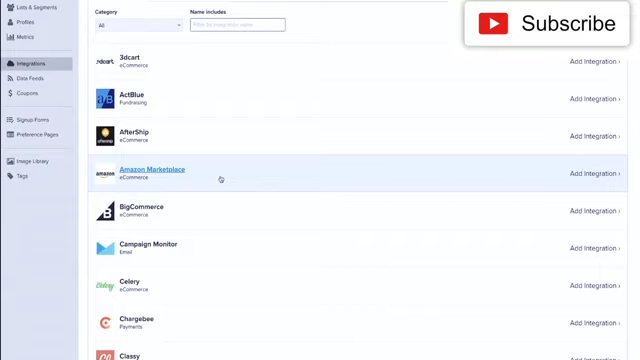 Lists & Segments
Profiles
Metrics
Integrations
Data Feeds
Coupons
Signup Forms
Preference Pages
Image Library
Tags
Category
All
Name includes
Filter by integration name
Subscribe
3dcart
3dcart
eCommerce
Add Integration ›
ActBlue
Fundraising
Add Integration ›
aftership
AfterShip
eCommerce
Add Integration ›
amazon
Amazon Marketplace
eCommerce
Add Integration ›
B
BigCommerce
eCommerce
Add Integration ›
Campaign Monitor
Email
Add Integration ›
Celery
Celery
eCommerce
Add Integration ›
Chargebee
Payments
Add Integration ›
Classy
Add Integration ›